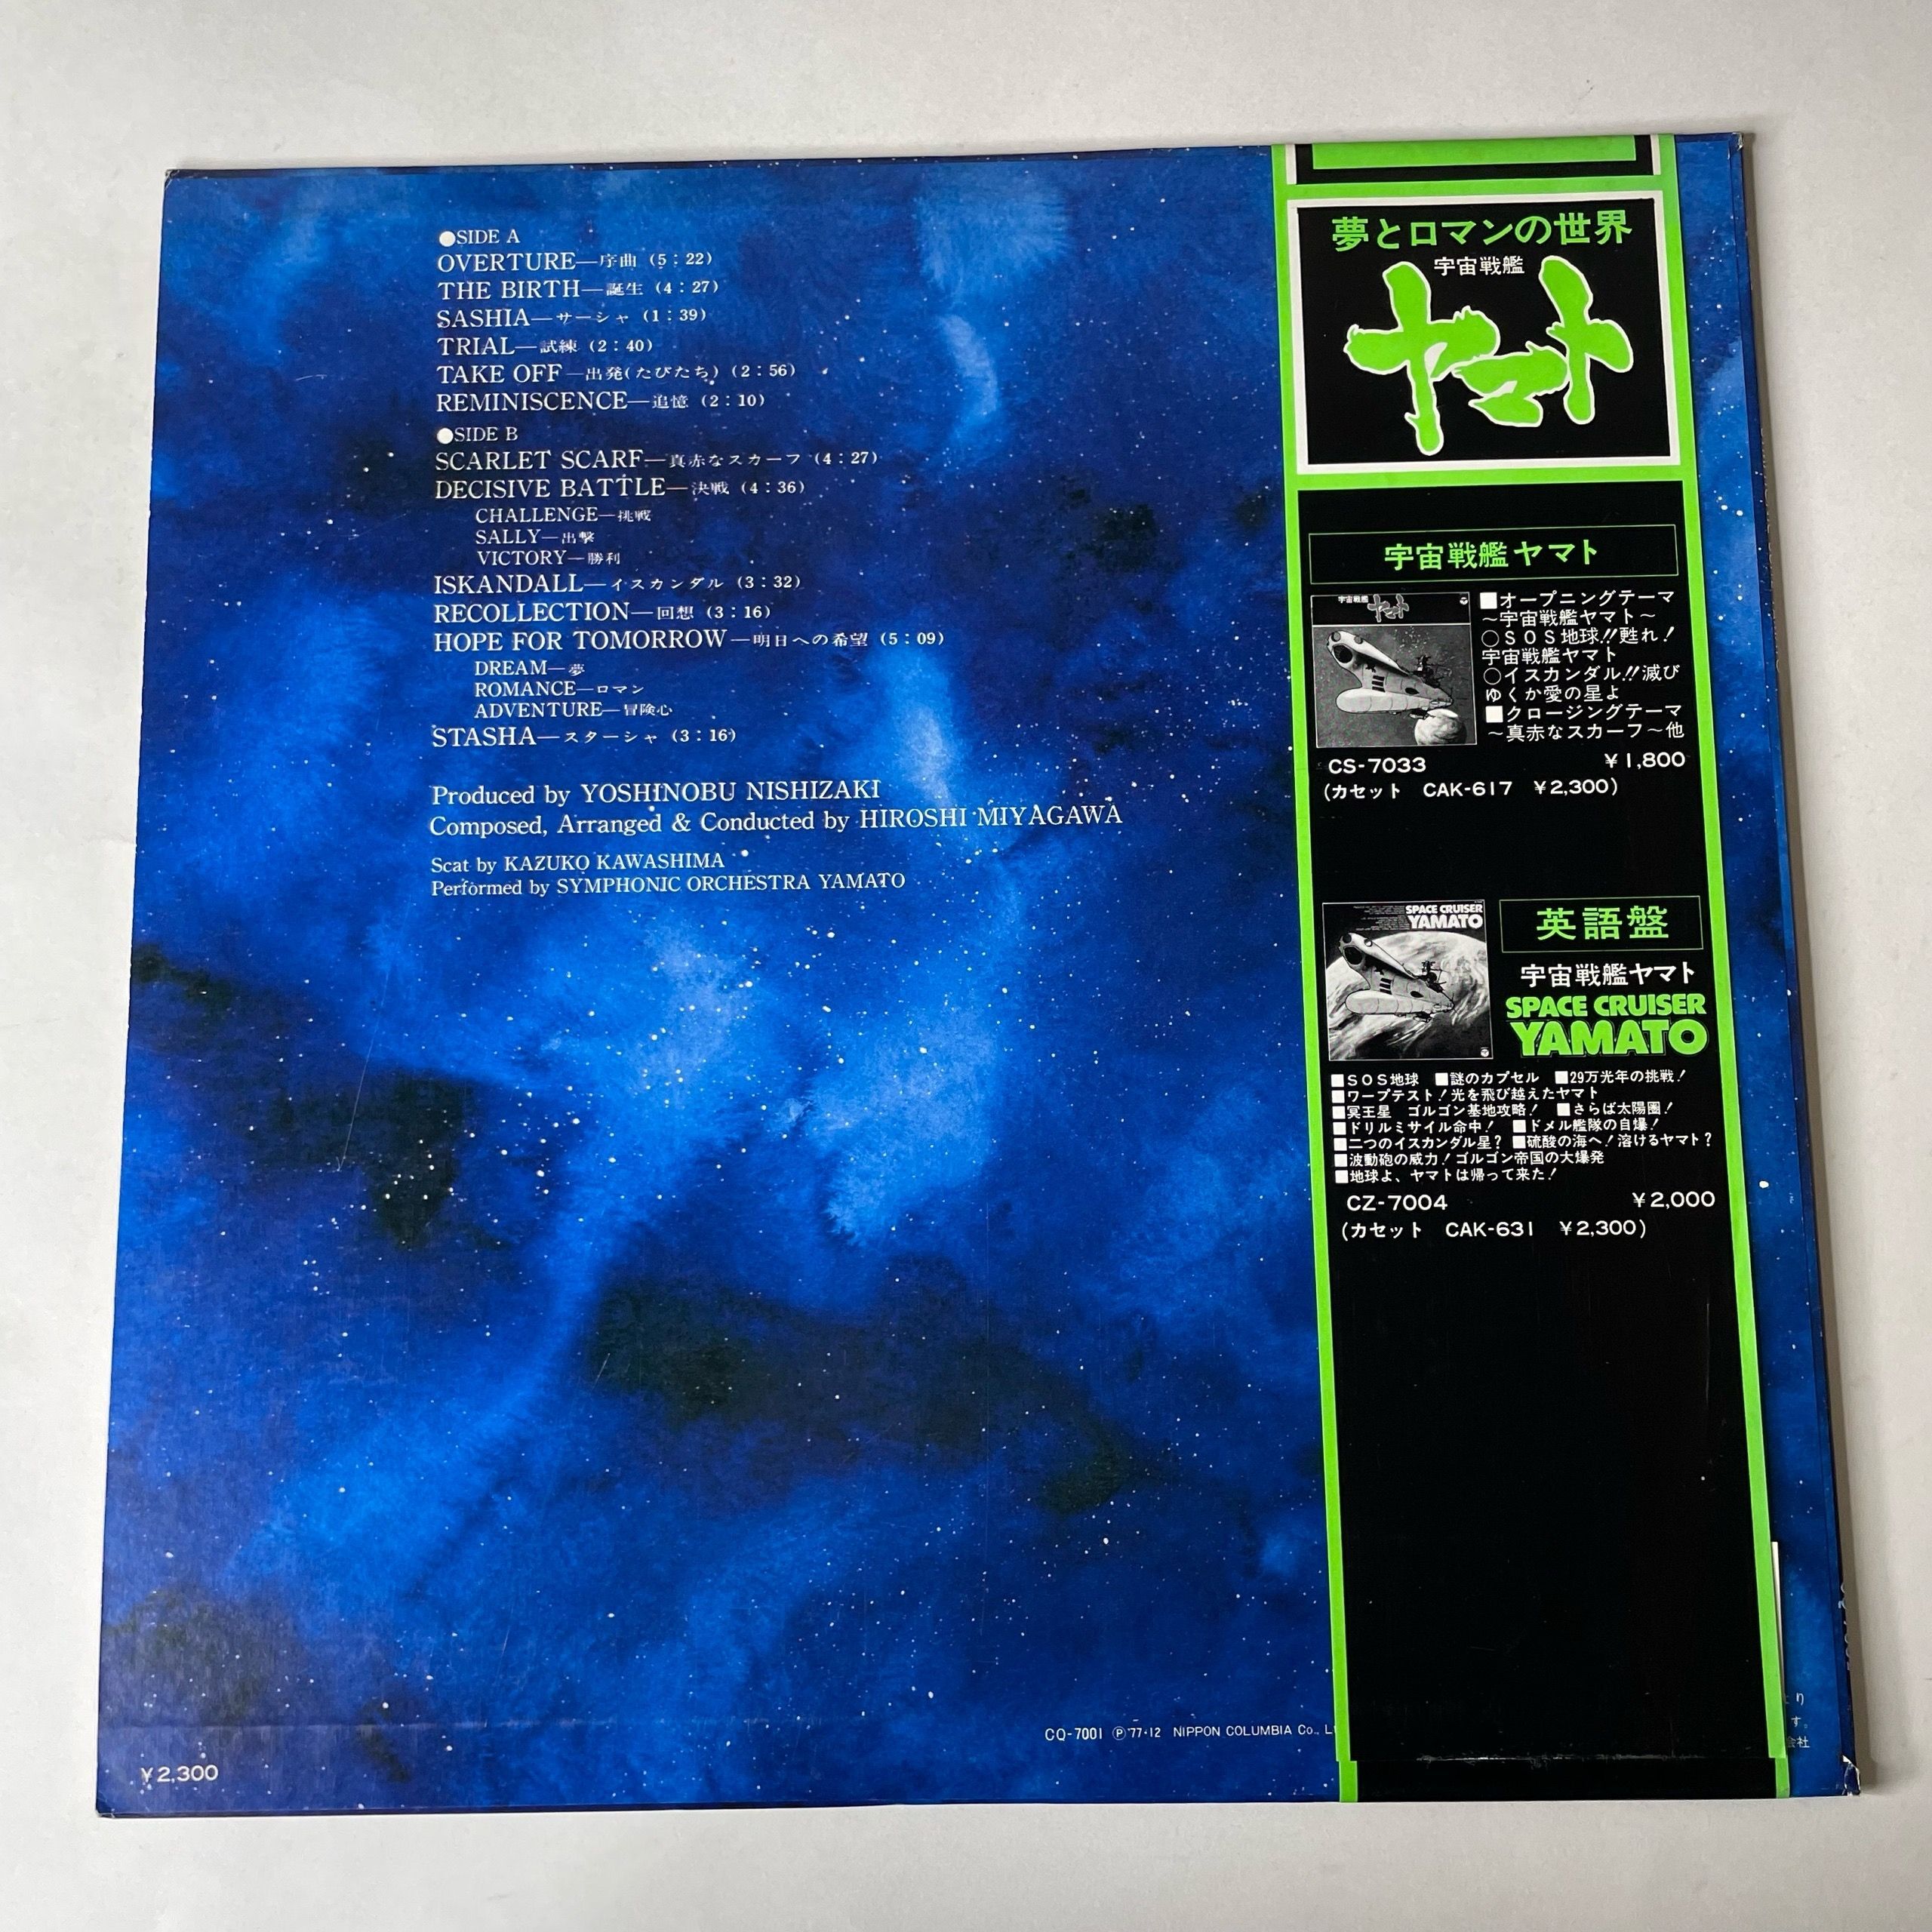 ●SIDE A
OVERTURE—序曲 (5：22)
THE BIRTH—誕生 (4：27)
SASHIA—サーシャ (1：39)
TRIAL—試練 (2：40)
TAKE OFF—出発(たびたち) (2：56)
REMINISCENCE—追憶 (2：10)
●SIDE B
SCARLET SCARF—真赤なスカーフ (4：27)
DECISIVE BATTLE—決戦 (4：36)
CHALLENGE—挑戦
SALLY—出撃
VICTORY—勝利
ISKANDALL—イスカンダル (3：32)
RECOLLECTION—回想 (3：16)
HOPE FOR TOMORROW—明日への希望 (5：09)
DREAM—夢
ROMANCE—ロマン
ADVENTURE—冒険心
STASHA—スターシャ (3：16)
Produced by YOSHINOBU NISHIZAKI
Composed, Arranged & Conducted by HIROSHI MIYAGAWA
Scat by KAZUKO KAWASHIMA
Performed by SYMPHONIC ORCHESTRA YAMATO
¥2,300
CQ-7001 Ⓟ'77·12 NIPPON COLUMBIA Co.,
夢とロマンの世界
宇宙戦艦
ヤマト
宇宙戦艦ヤマト
宇宙戦艦
ヤマト
■オープニングテーマ
～宇宙戦艦ヤマト～
○SOS地球!!甦れ!
宇宙戦艦ヤマト
○イスカンダル!!滅び
ゆくか愛の星よ
■クロージングテーマ
～真赤なスカーフ～他
CS-7033 ¥1,800
(カセット CAK-617 ¥2,300)
SPACE CRUISER
YAMATO
英語盤
宇宙戦艦ヤマト
SPACE CRUISER
YAMATO
■SOS地球 ■謎のカプセル ■29万光年の挑戦!
■ワープテスト!光を飛び越えたヤマト
■冥王星 ゴルゴン基地攻略! ■さらば太陽圏!
■ドリルミサイル命中! ■ドメル艦隊の自爆!
■二つのイスカンダル星? ■硫酸の海へ!溶けるヤマト?
■波動砲の威力!ゴルゴン帝国の大爆発
■地球よ、ヤマトは帰って来た!
CZ-7004 ¥2,000
(カセット CAK-631 ¥2,300)
り
す。
会社